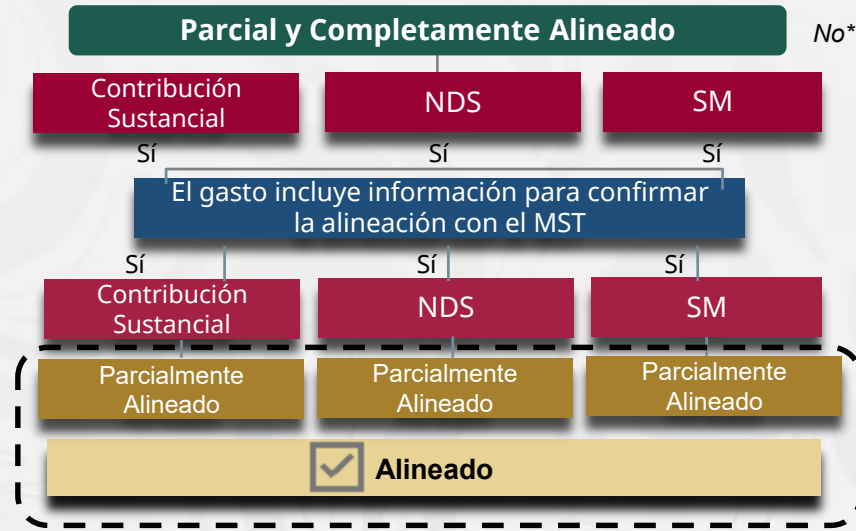 Parcial y Completamente Alineado
No*
Contribución
Sustancial
NDS
SM
Sí
Sí
Sí
El gasto incluye información para confirmar
la alineación con el MST
Sí
Sí
Sí
Contribución
Sustancial
NDS
SM
Parcialmente
Alineado
Parcialmente
Alineado
Parcialmente
Alineado
Alineado